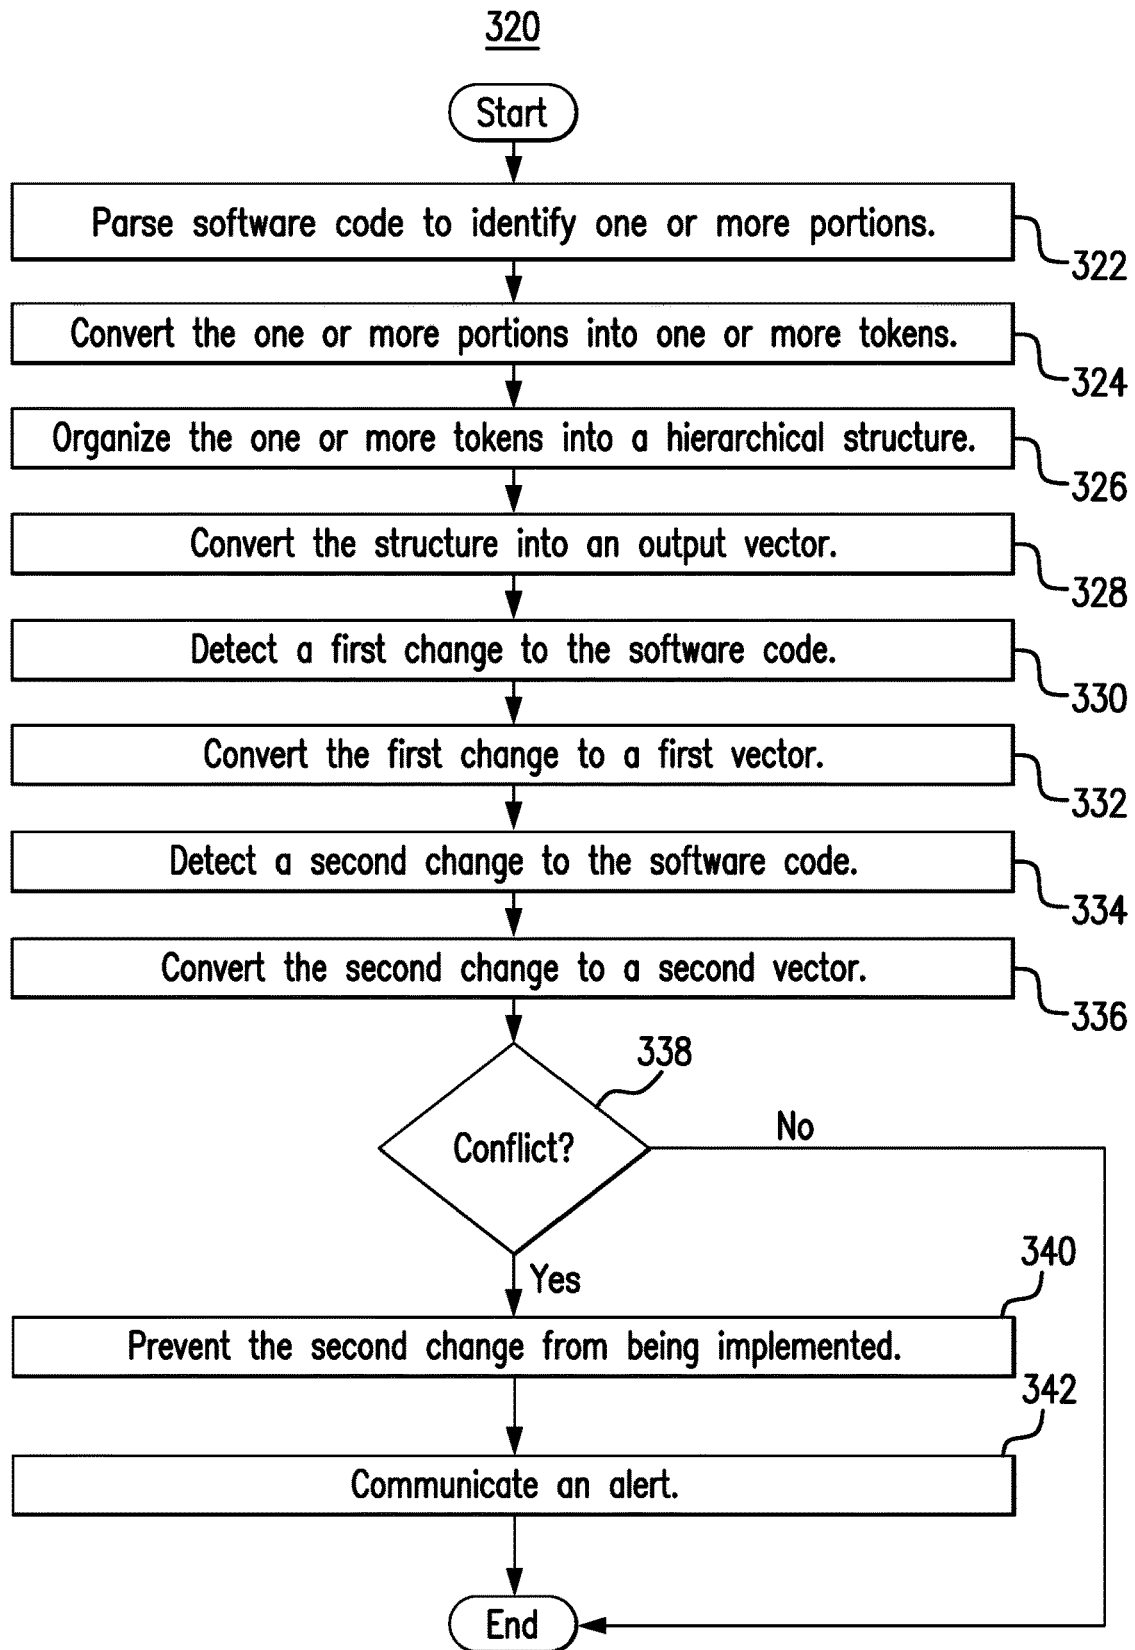 320
Start
Parse software code to identify one or more portions.
322
Convert the one or more portions into one or more tokens.
324
Organize the one or more tokens into a hierarchical structure.
326
Convert the structure into an output vector.
328
Detect a first change to the software code.
330
Convert the first change to a first vector.
332
Detect a second change to the software code.
334
Convert the second change to a second vector.
336
338
Conflict?
No
Yes
340
Prevent the second change from being implemented.
342
Communicate an alert.
End